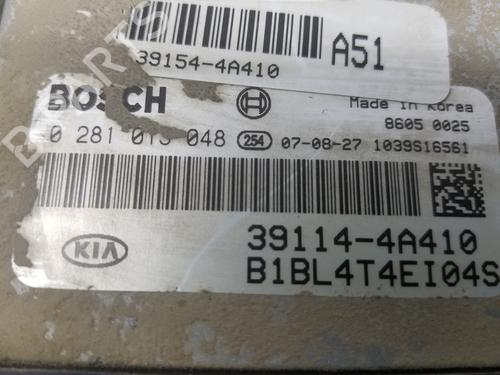 39154-4A410
A51
BOSCH
Made in Korea
8605 0025
0 281 013 048 254 07-08-27 1039S16561
KIA
39114-4A410
B1BL4T4EI04S